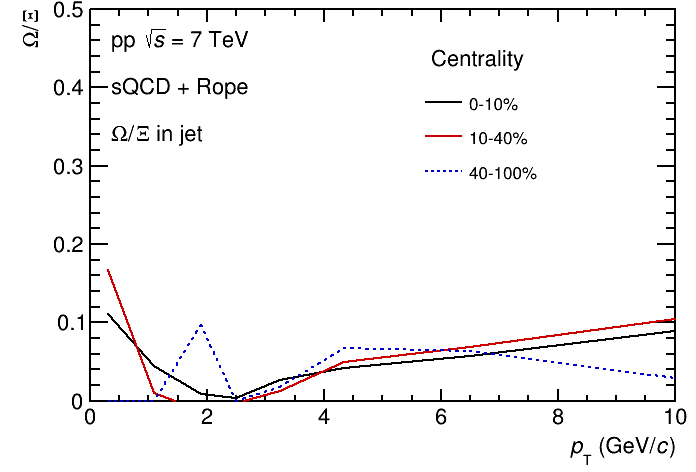 Ω/Ξ
0.5
0.4
0.3
0.2
0.1
0
pp √s = 7 TeV
sQCD + Rope
Ω/Ξ in jet
Centrality
0-10%
10-40%
40-100%
0 2 4 6 8 10
p_T (GeV/c)